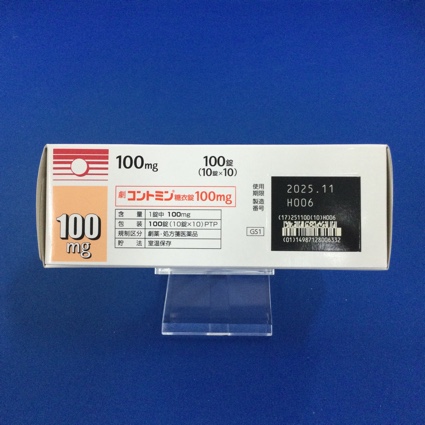 100mg
100錠
(10錠×10)
劇 コントミン糖衣錠100mg
含 量 1錠中 100mg
包 装 100錠(10錠×10)PTP
規制区分 劇薬・処方箋医薬品
貯 法 室温保存
100
mg
使用
期限
製造
番号
2025.11
H006
GS1
(17)251100(10)H006
(01)14987128006332